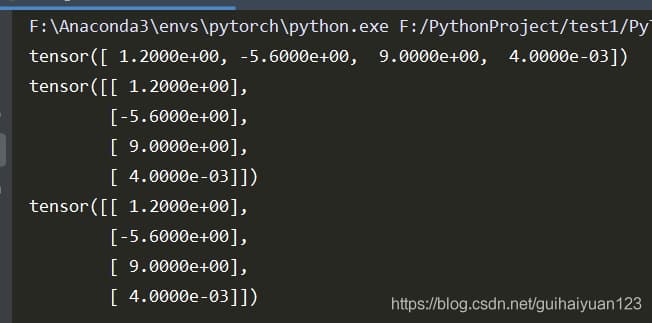 F:\Anaconda3\envs\pytorch\python.exe F:/PythonProject/test1/Py
tensor([ 1.2000e+00, -5.6000e+00,  9.0000e+00,  4.0000e-03])
tensor([[ 1.2000e+00],
        [-5.6000e+00],
        [ 9.0000e+00],
        [ 4.0000e-03]])
tensor([[ 1.2000e+00],
        [-5.6000e+00],
        [ 9.0000e+00],
        [ 4.0000e-03]])
https://blog.csdn.net/guihaiyuan123